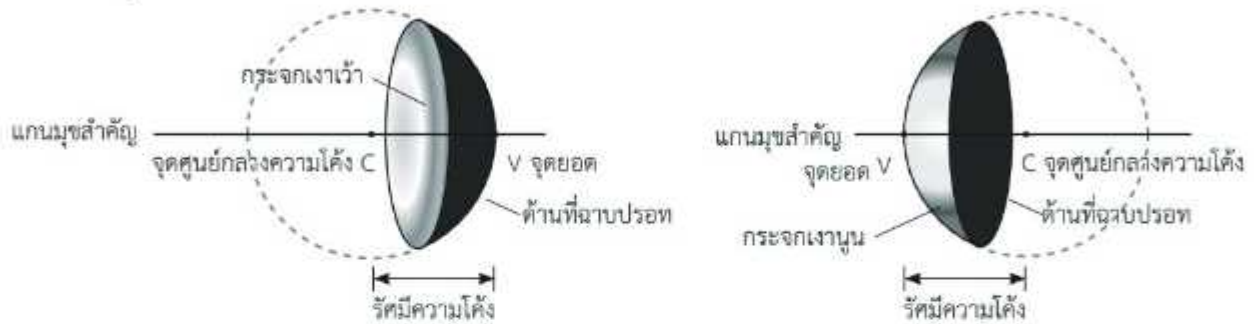 กระจกเงาเว้า
แกนมุขสำคัญ
จุดศูนย์กลางความโค้ง C
V จุดยอด
ด้านที่ฉาบปรอท
รัศมีความโค้ง
แกนมุขสำคัญ
จุดยอด V
C จุดศูนย์กลางความโค้ง
ด้านที่ฉาบปรอท
กระจกเงานูน
รัศมีความโค้ง